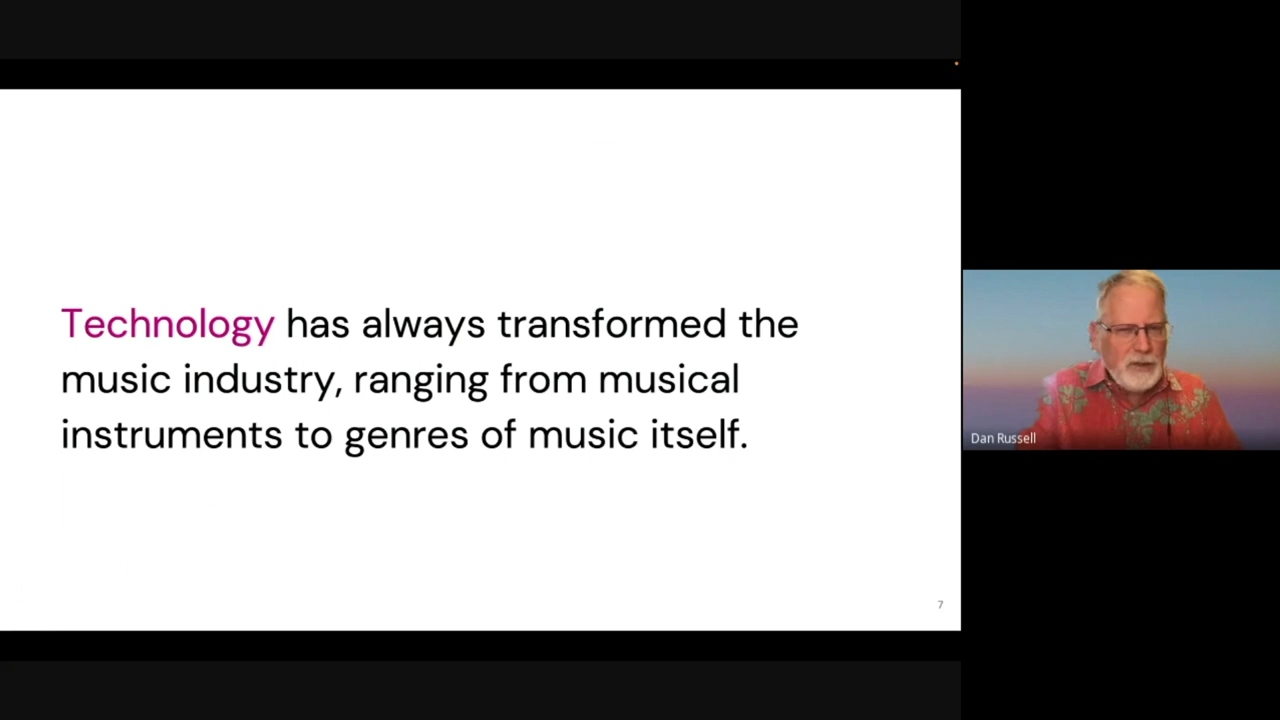 Technology has always transformed the
music industry, ranging from musical
instruments to genres of music itself.
7
Dan Russell